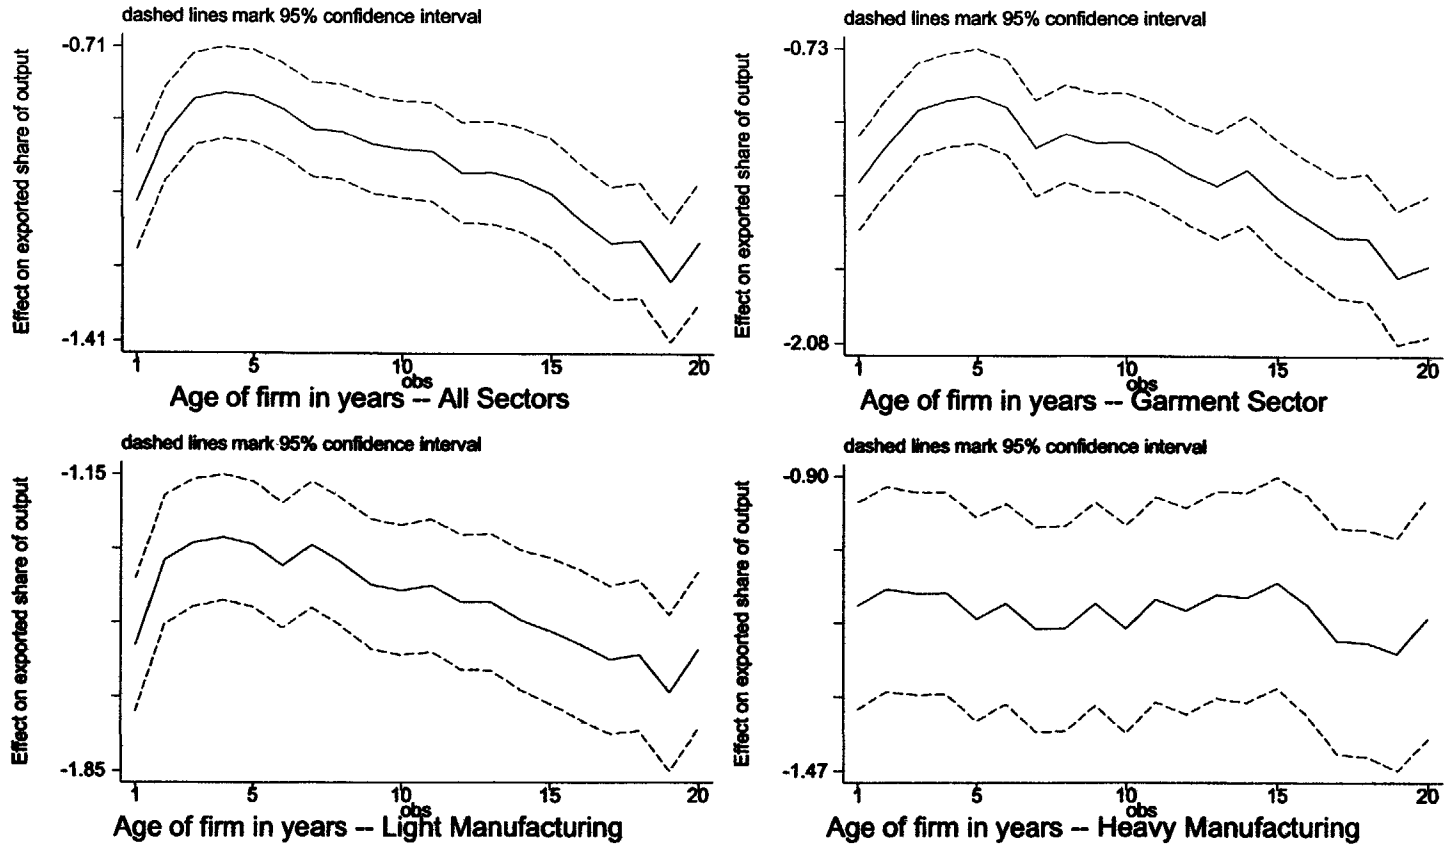 dashed lines mark 95% confidence interval
Effect on exported share of output
-0.71
-1.41
1 5 10 15 20
obs
Age of firm in years -- All Sectors
dashed lines mark 95% confidence interval
Effect on exported share of output
-0.73
-2.08
1 5 10 15 20
obs
Age of firm in years -- Garment Sector
dashed lines mark 95% confidence interval
Effect on exported share of output
-1.15
-1.85
1 5 10 15 20
obs
Age of firm in years -- Light Manufacturing
dashed lines mark 95% confidence interval
Effect on exported share of output
-0.90
-1.47
1 5 10 15 20
obs
Age of firm in years -- Heavy Manufacturing